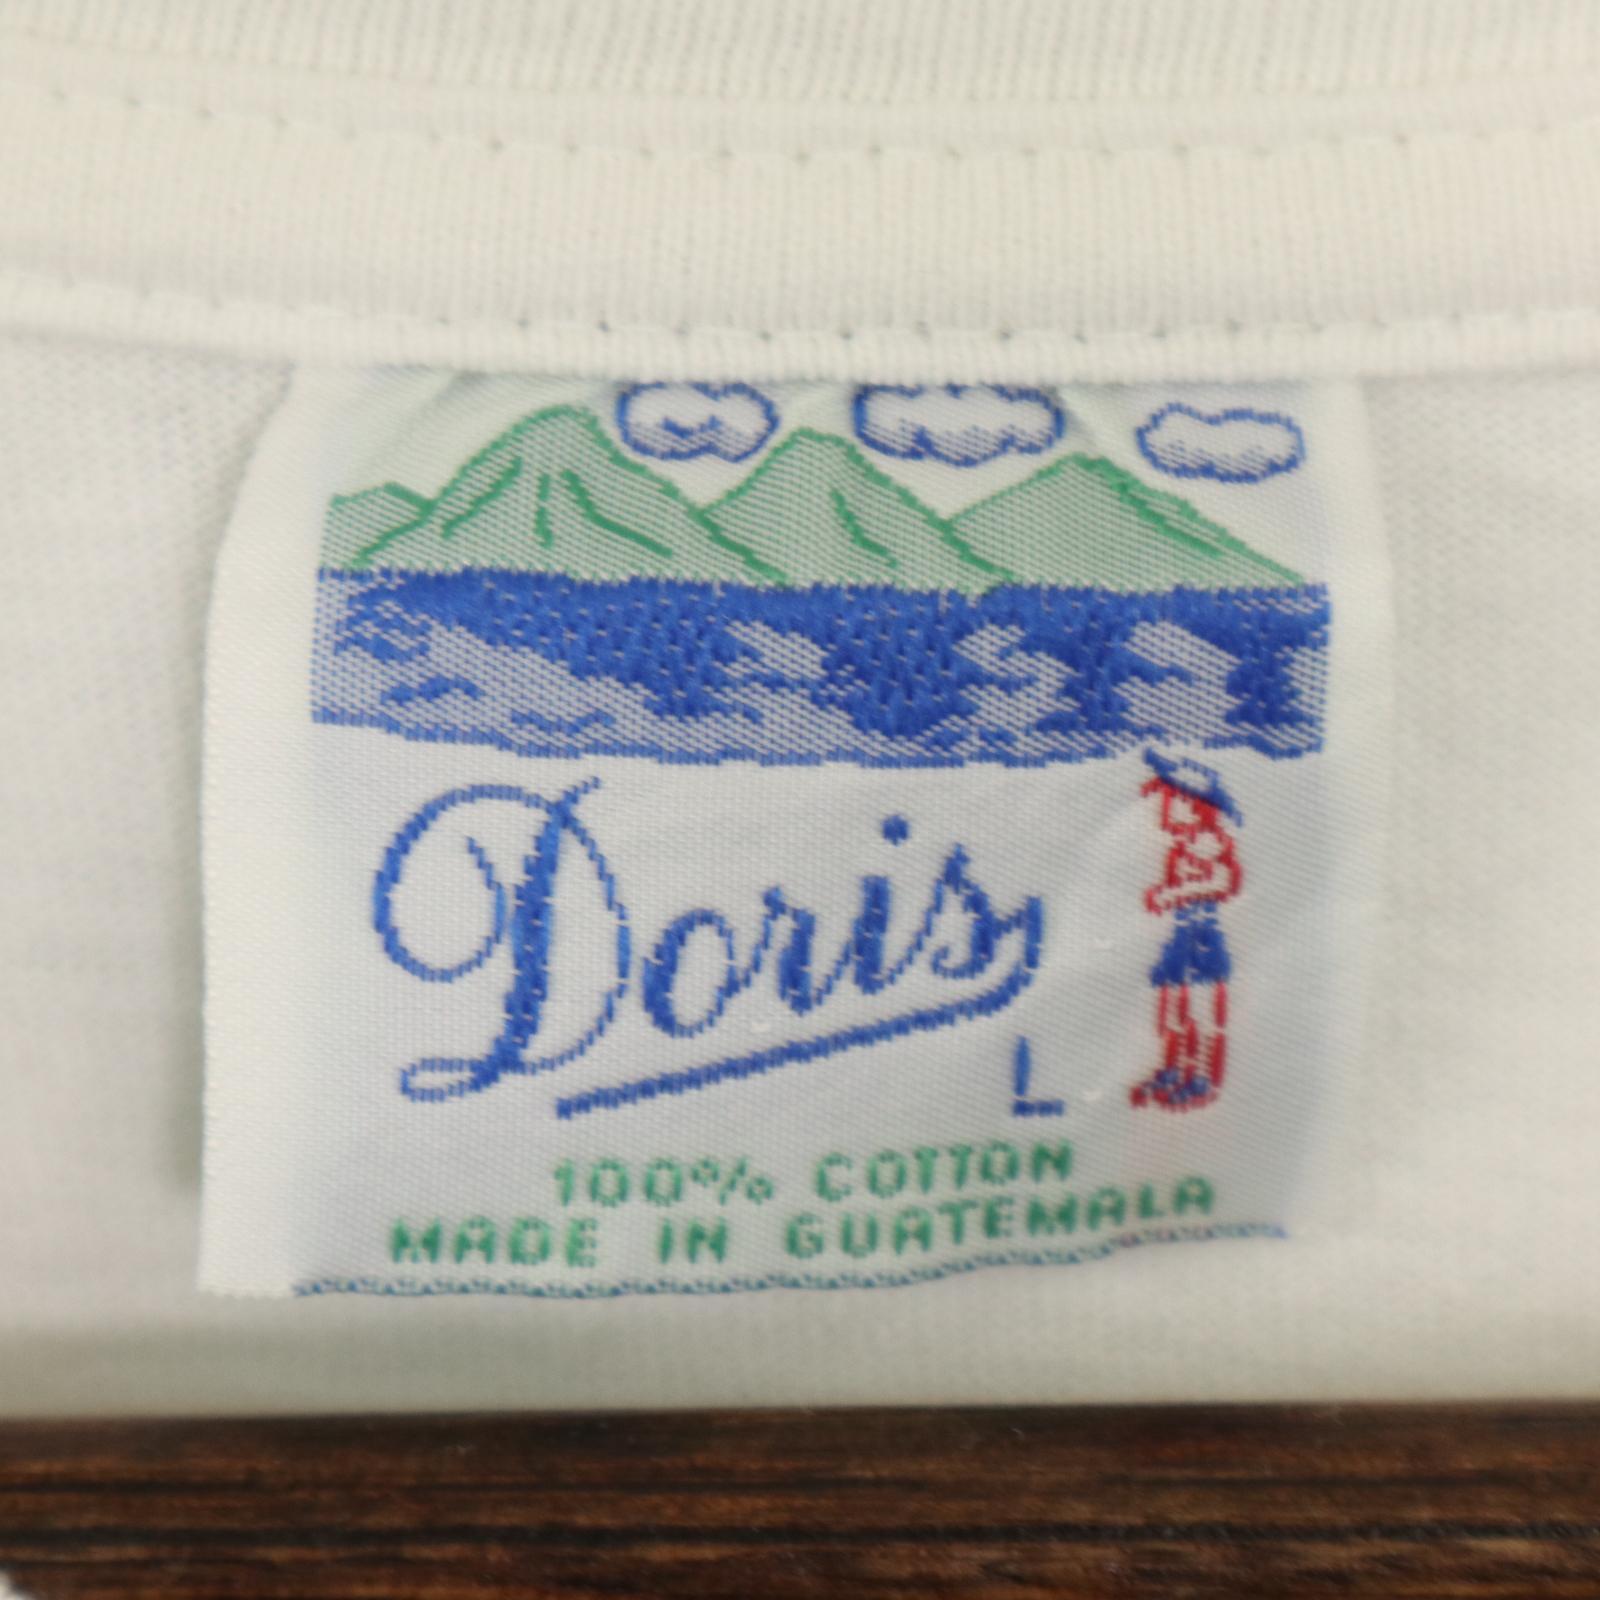 Doris
L
100% COTTON
MADE IN GUATEMALA